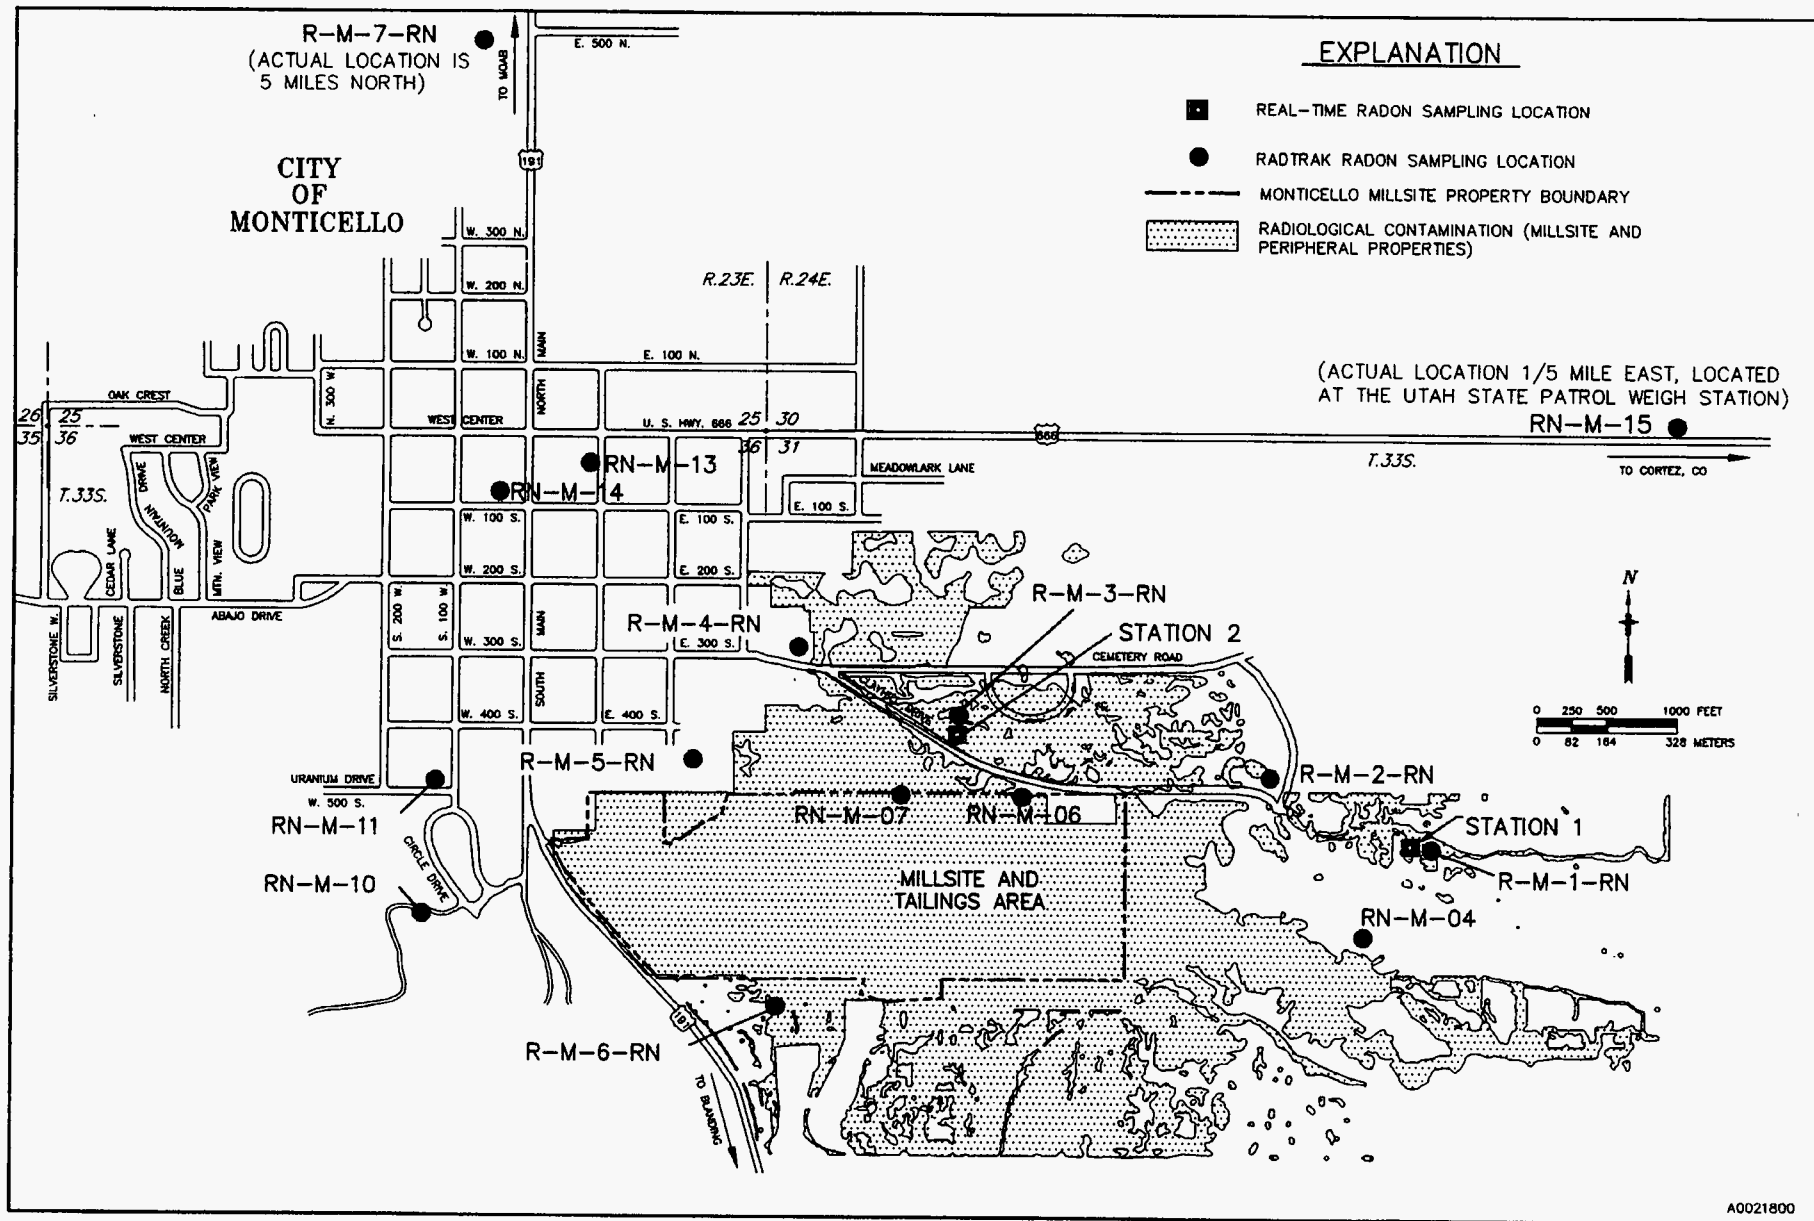 R-M-7-RN
(ACTUAL LOCATION IS
5 MILES NORTH)
TO MOAB
E. 500 N.
191
CITY
OF
MONTICELLO
EXPLANATION
REAL-TIME RADON SAMPLING LOCATION
RADTRAK RADON SAMPLING LOCATION
MONTICELLO MILLSITE PROPERTY BOUNDARY
RADIOLOGICAL CONTAMINATION (MILLSITE AND
PERIPHERAL PROPERTIES)
W. 300 N.
W. 200 N.
R.23E.
R.24E.
W. 100 N.
NORTH MAIN
E. 100 N.
N. 300 W.
OAK CREST
26 25
35 36
WEST CENTER
WEST CENTER
U. S. HWY. 666
25 30
36 31
666
(ACTUAL LOCATION 1/5 MILE EAST, LOCATED
AT THE UTAH STATE PATROL WEIGH STATION)
RN-M-15
T.33S.
TO CORTEZ, CO
RN-M-13
MEADOWLARK LANE
RN-M-14
T.33S.
BLUE MOUNTAIN DRIVE
PARK VIEW
MTN. VIEW
CEDAR LANE
W. 100 S.
E. 100 S.
E. 100 S.
W. 200 S.
E. 200 S.
ABAJO DRIVE
SILVERSTONE W.
SILVERSTONE
NORTH CREEK
S. 200 W.
S. 100 W.
SOUTH MAIN
W. 300 S.
E. 300 S.
R-M-4-RN
R-M-3-RN
STATION 2
CEMETERY ROAD
CLAYHILL DRIVE
N
0 250 500 1000 FEET
0 82 164 328 METERS
W. 400 S.
E. 400 S.
R-M-5-RN
URANIUM DRIVE
W. 500 S.
RN-M-11
RN-M-07
RN-M-06
R-M-2-RN
STATION 1
R-M-1-RN
CIRCLE DRIVE
RN-M-10
MILLSITE AND
TAILINGS AREA
RN-M-04
191
R-M-6-RN
TO BLANDING
A0021800